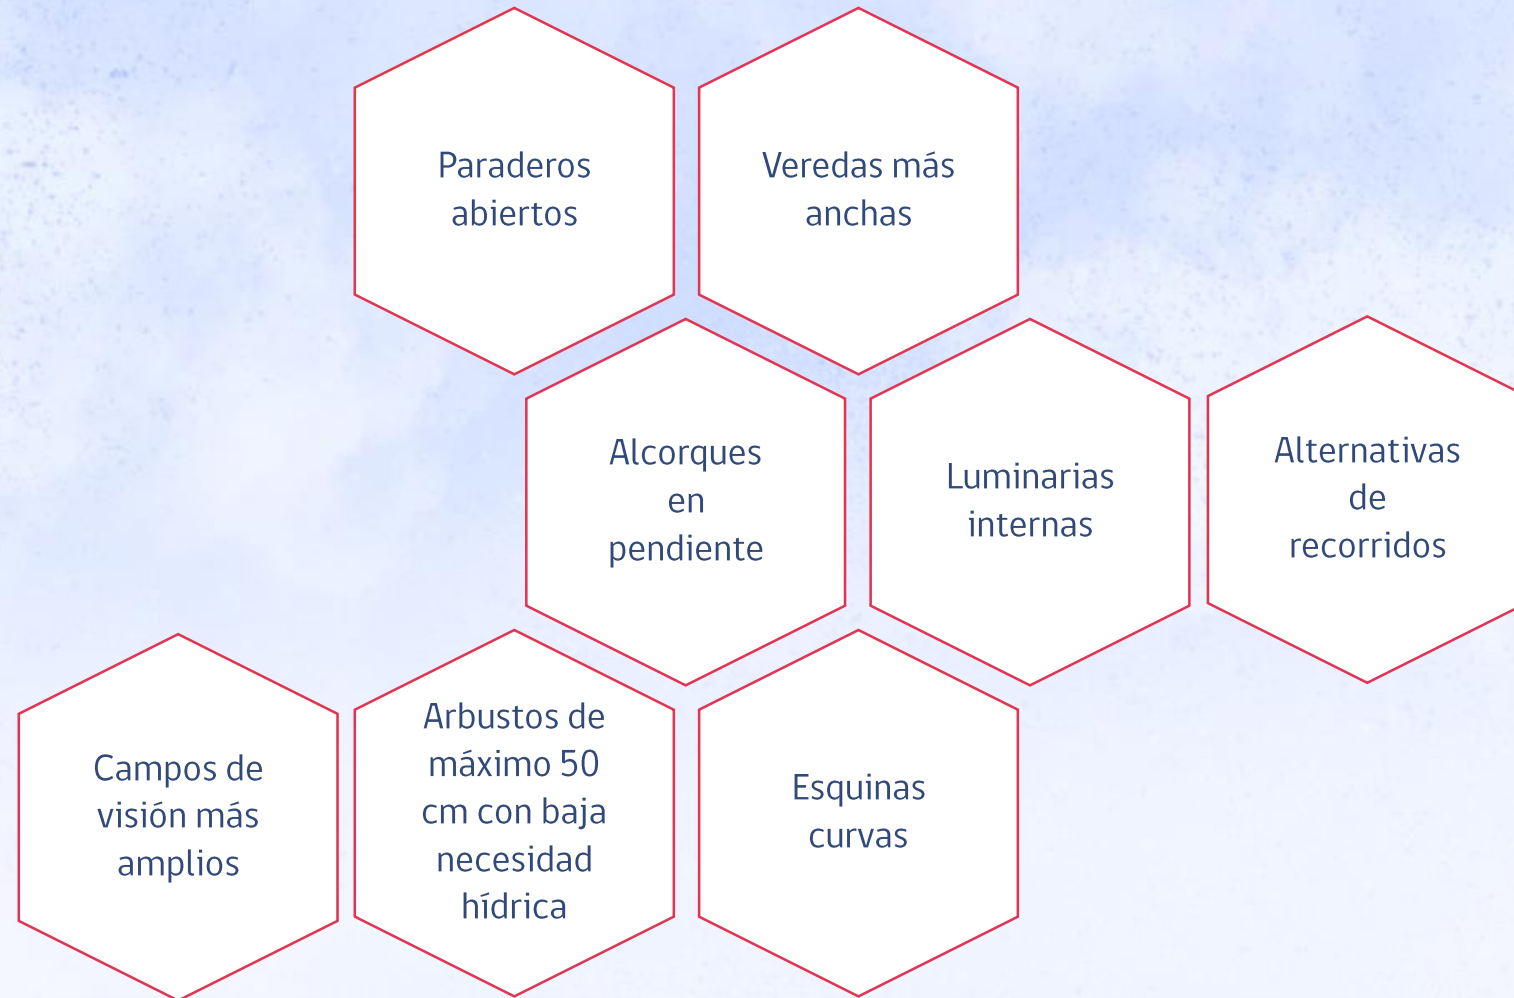 Paraderos
abiertos
Veredas más
anchas
Alcorques
en
pendiente
Luminarias
internas
Alternativas
de
recorridos
Campos de
visión más
amplios
Arbustos de
máximo 50
cm con baja
necesidad
hídrica
Esquinas
curvas